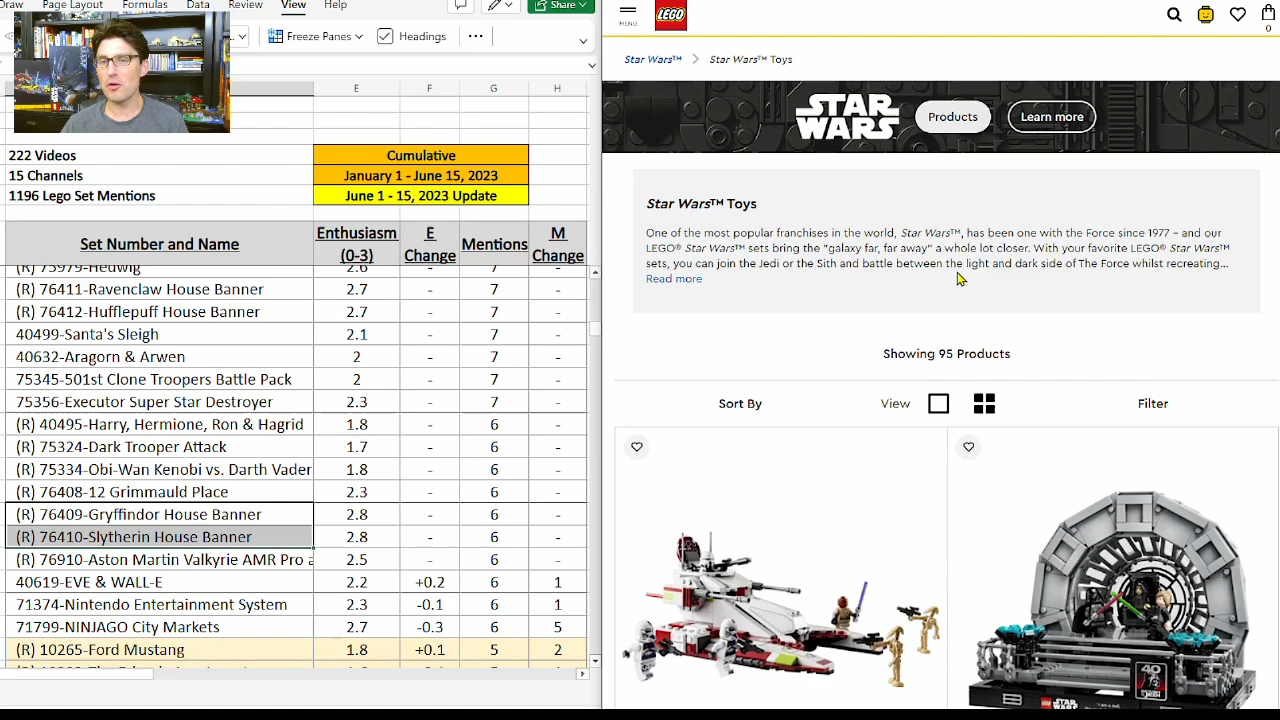 Draw Page Layout Formulas Data Review View Help
Share
Freeze Panes Headings ...
222 Videos Cumulative
15 Channels January 1 - June 15, 2023
1196 Lego Set Mentions June 1 - 15, 2023 Update
Set Number and Name Enthusiasm (0-3) E Change Mentions M Change
(R) 75979-Hedwig 2.6 - 7 -
(R) 76411-Ravenclaw House Banner 2.7 - 7 -
(R) 76412-Hufflepuff House Banner 2.7 - 7 -
40499-Santa's Sleigh 2.1 - 7 -
40632-Aragorn & Arwen 2 - 7 -
75345-501st Clone Troopers Battle Pack 2 - 7 -
75356-Executor Super Star Destroyer 2.3 - 7 -
(R) 40495-Harry, Hermione, Ron & Hagrid 1.8 - 6 -
(R) 75324-Dark Trooper Attack 1.7 - 6 -
(R) 75334-Obi-Wan Kenobi vs. Darth Vader 1.8 - 6 -
(R) 76408-12 Grimmauld Place 2.3 - 6 -
(R) 76409-Gryffindor House Banner 2.8 - 6 -
(R) 76410-Slytherin House Banner 2.8 - 6 -
(R) 76910-Aston Martin Valkyrie AMR Pro a 2.5 - 6 -
40619-EVE & WALL-E 2.2 +0.2 6 1
71374-Nintendo Entertainment System 2.3 -0.1 6 1
71799-NINJAGO City Markets 2.7 -0.3 6 5
(R) 10265-Ford Mustang 1.8 +0.1 5 2
E F G H
MENU
LEGO
0
Star Wars™ > Star Wars™ Toys
STAR WARS Products Learn more
Star Wars™ Toys
One of the most popular franchises in the world, Star Wars™, has been one with the Force since 1977 – and our
LEGO® Star Wars™ sets bring the "galaxy far, far away" a whole lot closer. With your favorite LEGO® Star Wars™
sets, you can join the Jedi or the Sith and battle between the light and dark side of The Force whilst recreating...
Read more
Showing 95 Products
Sort By View Filter
40